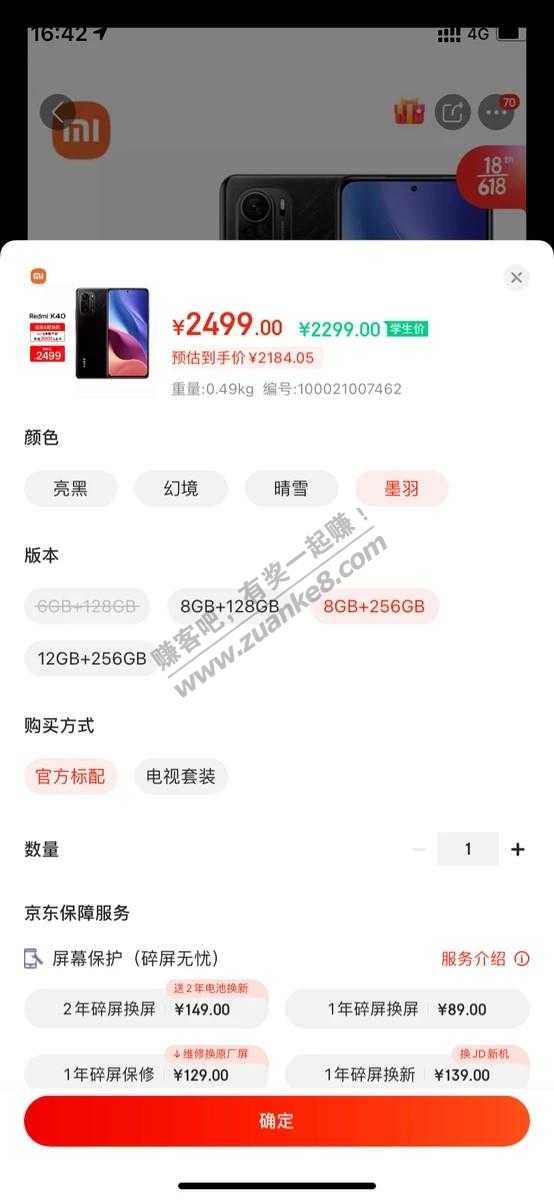 16:42
4G
70
mi
18th
618
mi
Redmi K40
2499
¥2499.00 ¥2299.00 学生价
预估到手价 ¥2184.05
重量:0.49kg 编号:100021007462
颜色
亮黑 幻境 晴雪 墨羽
版本
6GB+128GB 8GB+128GB 8GB+256GB
12GB+256GB
赚客吧,有奖一起赚!
www.zuanke8.com
购买方式
官方标配 电视套装
数量 1
京东保障服务
屏幕保护(碎屏无忧) 服务介绍
送2年电池换新
2年碎屏换屏 ¥149.00 1年碎屏换屏 ¥89.00
维修换原厂屏 换JD新机
1年碎屏保修 ¥129.00 1年碎屏换新 ¥139.00
确定